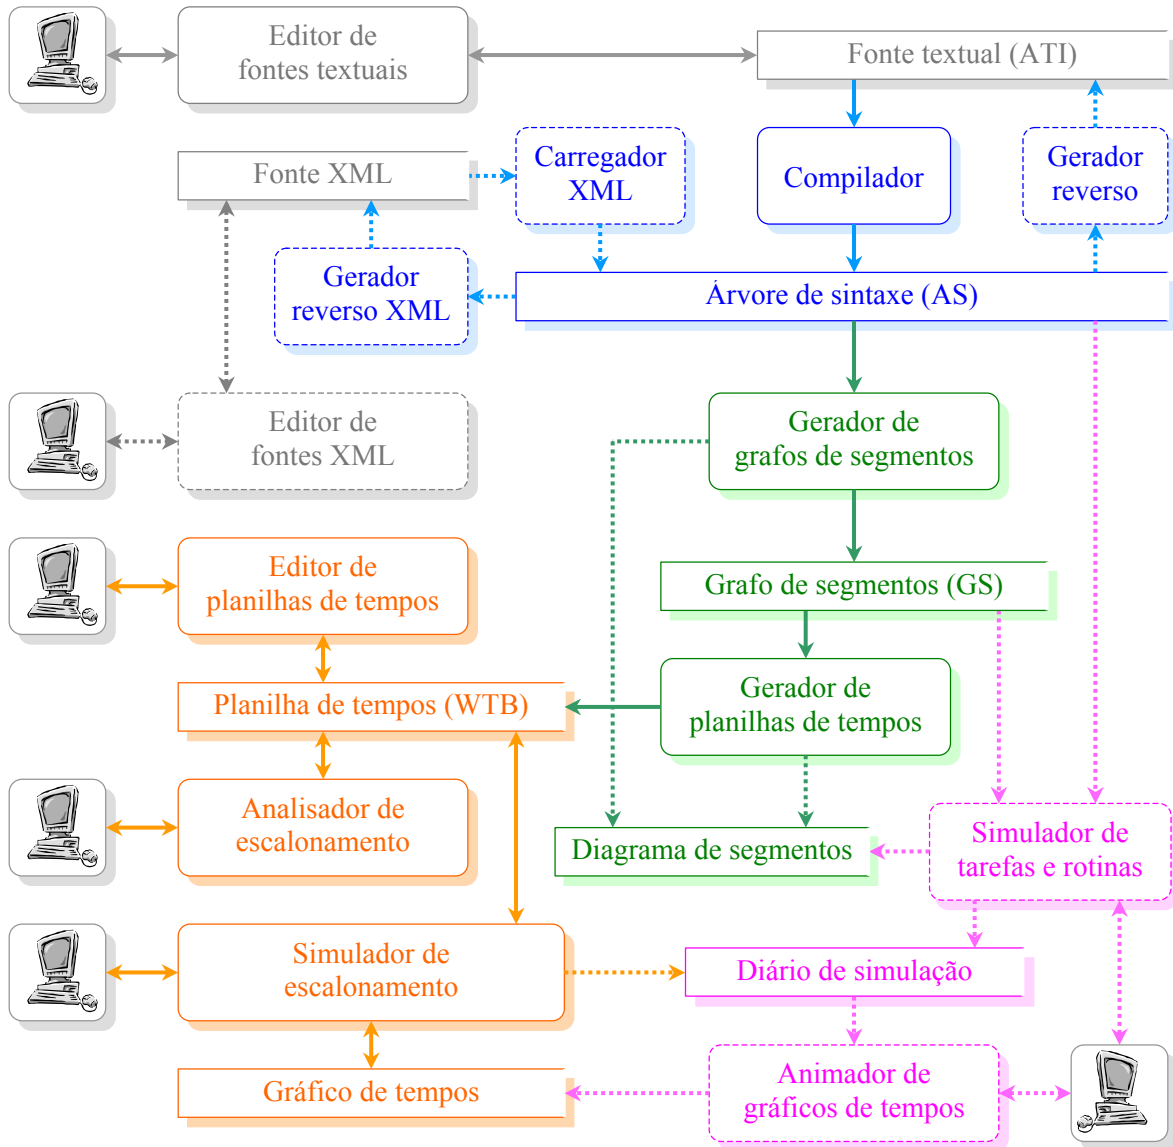 Editor de
fontes textuais
Fonte textual (ATI)
Fonte XML
Carregador
XML
Compilador
Gerador
reverso
Gerador
reverso XML
Árvore de sintaxe (AS)
Editor de
fontes XML
Gerador de
grafos de segmentos
Editor de
planilhas de tempos
Grafo de segmentos (GS)
Planilha de tempos (WTB)
Gerador de
planilhas de tempos
Analisador de
escalonamento
Diagrama de segmentos
Simulador de
tarefas e rotinas
Simulador de
escalonamento
Diário de simulação
Gráfico de tempos
Animador de
gráficos de tempos